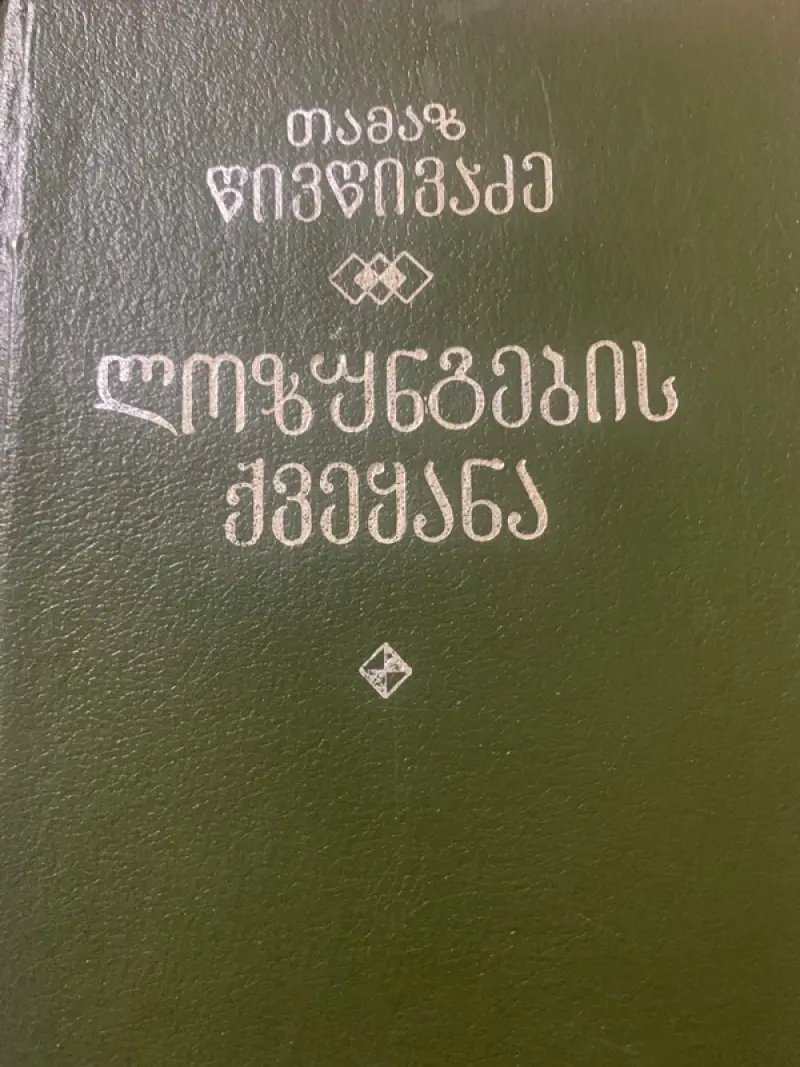 თამაზ
წივწივაძე
ლოზუნგების
ქვეყანა